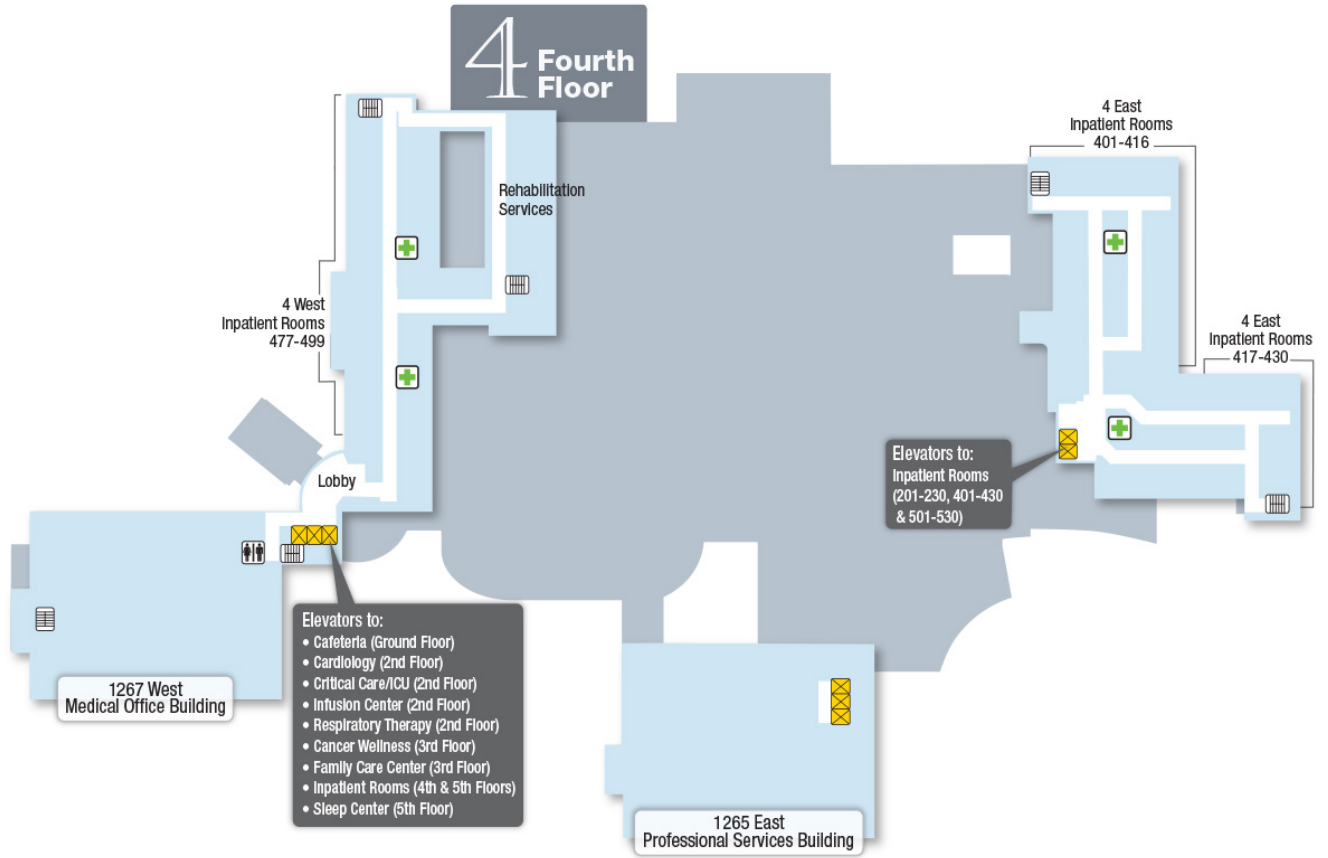 4 Fourth
Floor
4 East
Inpatient Rooms
401-416
Rehabilitation
Services
4 West
Inpatient Rooms
477-499
4 East
Inpatient Rooms
417-430
Elevators to:
Inpatient Rooms
(201-230, 401-430
& 501-530)
Lobby
Elevators to:
• Cafeteria (Ground Floor)
• Cardiology (2nd Floor)
• Critical Care/ICU (2nd Floor)
• Infusion Center (2nd Floor)
• Respiratory Therapy (2nd Floor)
• Cancer Wellness (3rd Floor)
• Family Care Center (3rd Floor)
• Inpatient Rooms (4th & 5th Floors)
• Sleep Center (5th Floor)
1267 West
Medical Office Building
1265 East
Professional Services Building